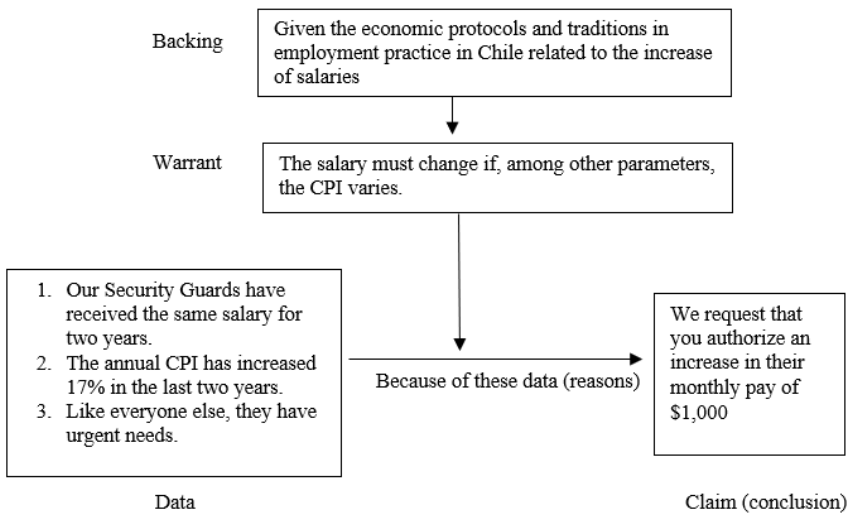 Backing
Given the economic protocols and traditions in
employment practice in Chile related to the increase
of salaries
Warrant
The salary must change if, among other parameters,
the CPI varies.
1. Our Security Guards have
received the same salary for
two years.
2. The annual CPI has increased
17% in the last two years.
3. Like everyone else, they have
urgent needs.
Because of these data (reasons)
We request that
you authorize an
increase in their
monthly pay of
$1,000
Data
Claim (conclusion)